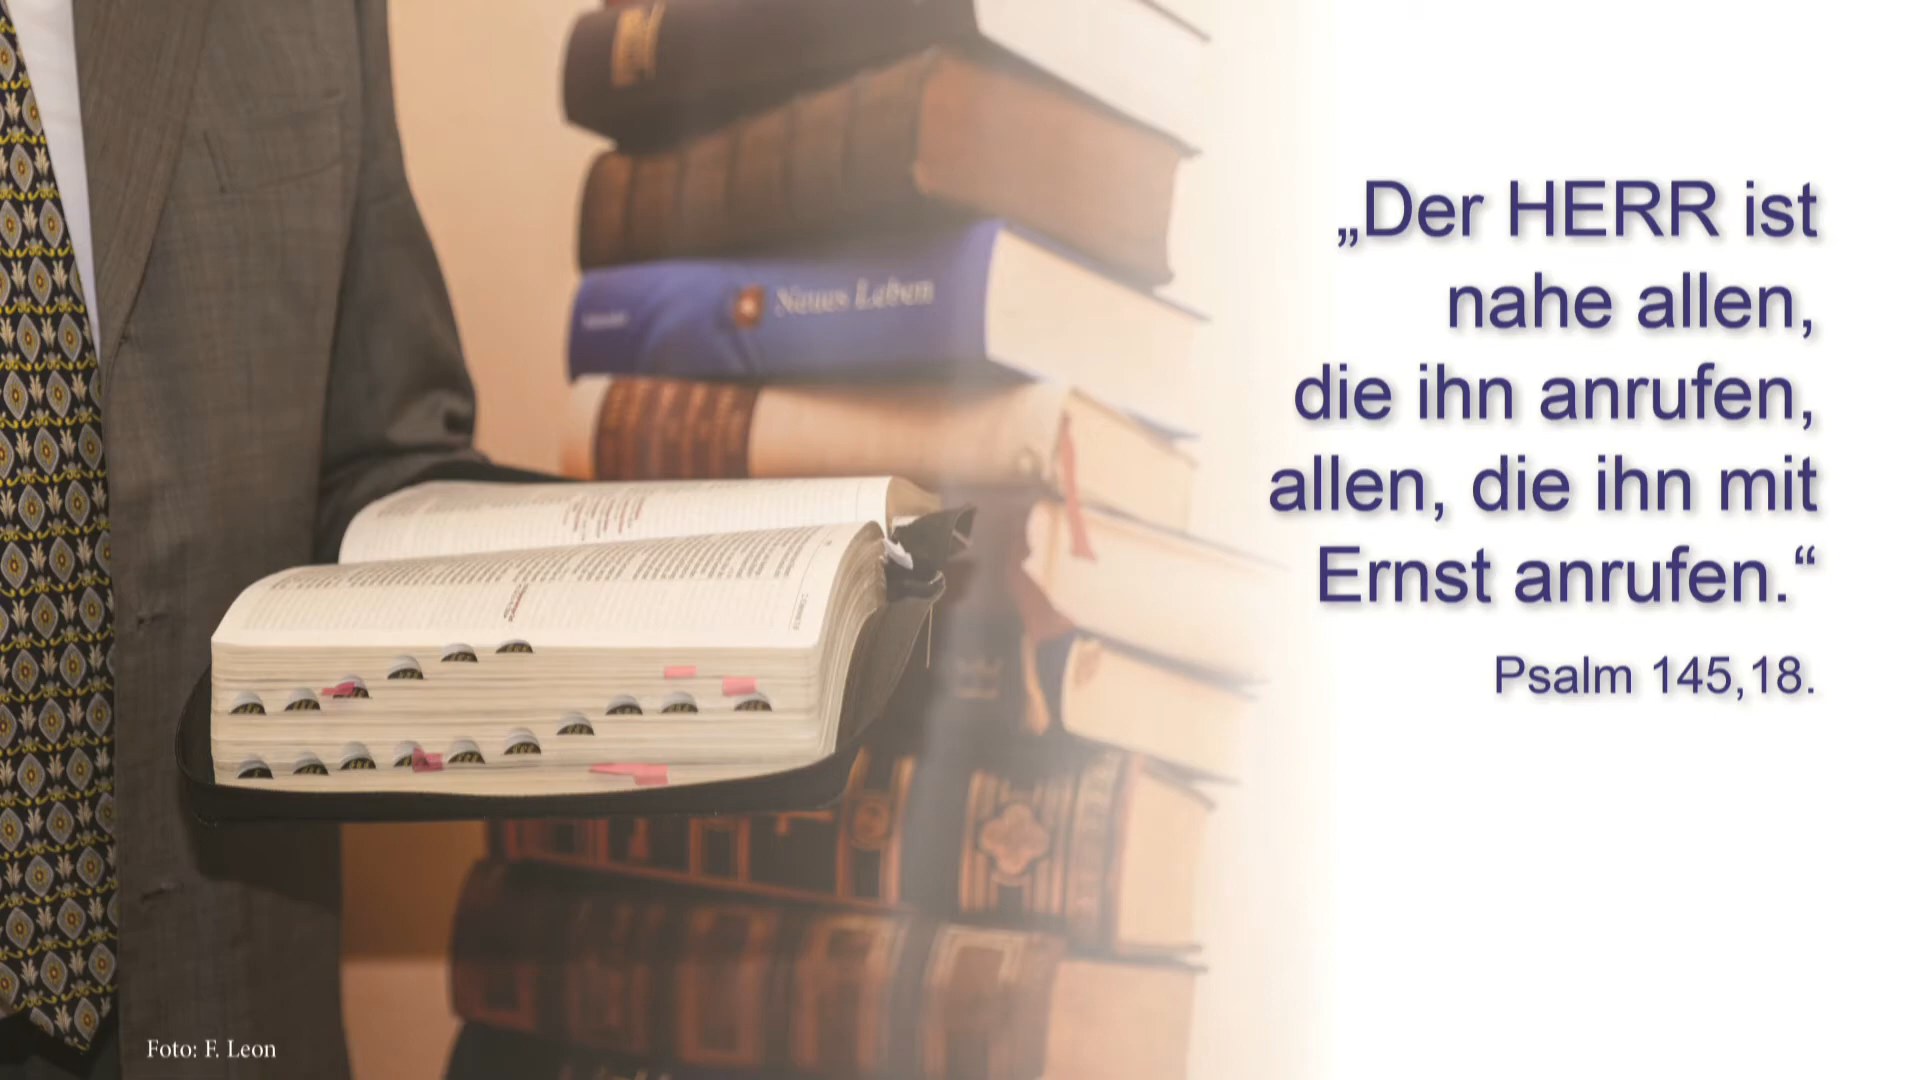 „Der HERR ist
nahe allen,
die ihn anrufen,
allen, die ihn mit
Ernst anrufen.“
Psalm 145,18.
Neues Leben
Foto: F. Leon